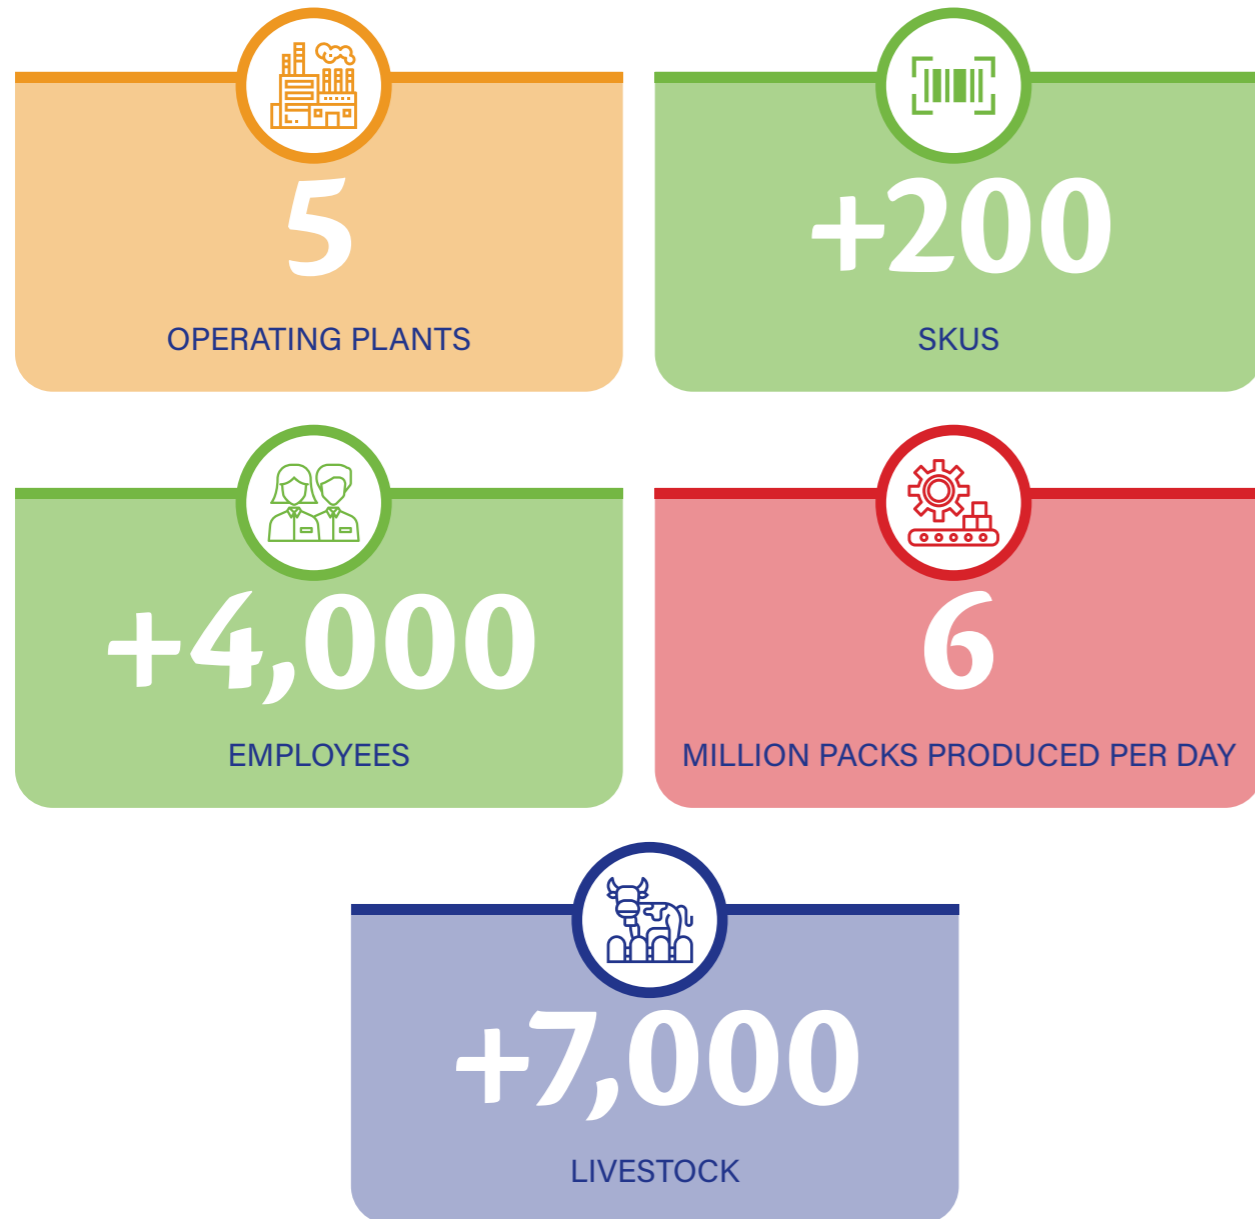 5
OPERATING PLANTS
+200
SKUS
+4,000
EMPLOYEES
6
MILLION PACKS PRODUCED PER DAY
+7,000
LIVESTOCK